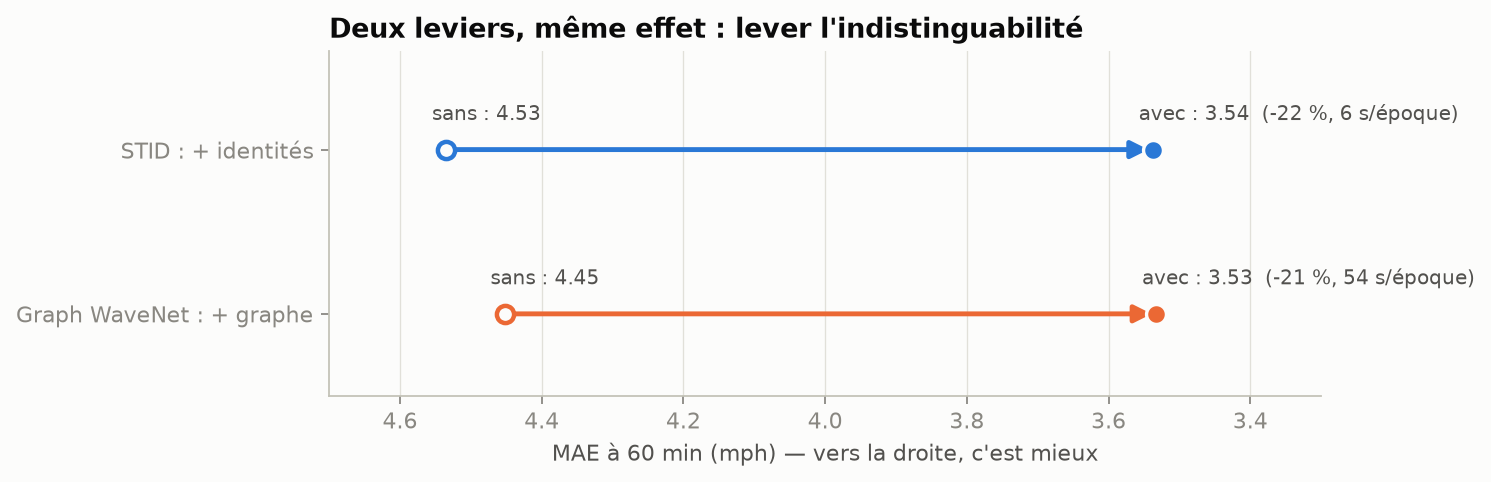 Deux leviers, même effet : lever l'indistinguabilité
sans : 4.53
avec : 3.54 (-22 %, 6 s/époque)
STID : + identités
sans : 4.45
avec : 3.53 (-21 %, 54 s/époque)
Graph WaveNet : + graphe
4.6 4.4 4.2 4.0 3.8 3.6 3.4
MAE à 60 min (mph) — vers la droite, c'est mieux